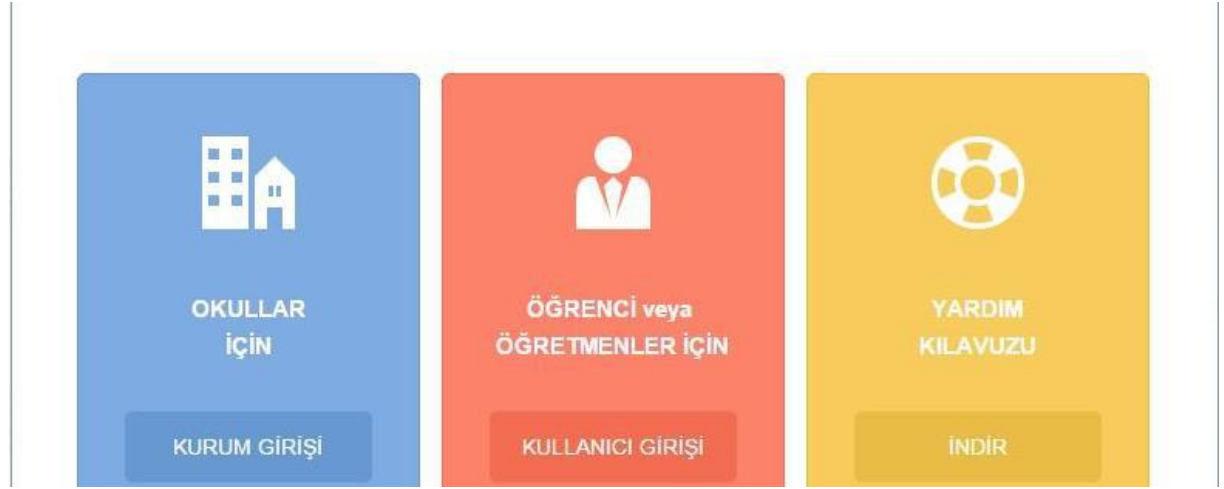 OKULLAR
İÇİN
KURUM GİRİŞİ
ÖĞRENCİ veya
ÖĞRETMENLER İÇİN
KULLANICI GİRİŞİ
YARDIM
KILAVUZU
İNDİR